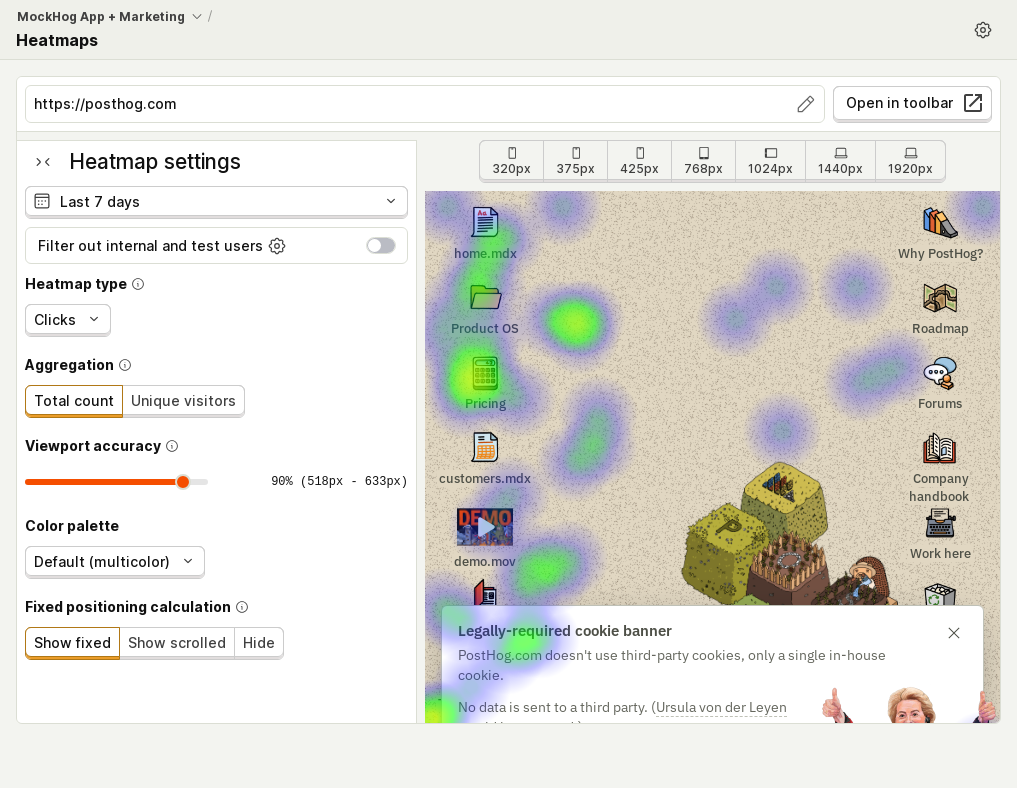 MockHog App + Marketing /
Heatmaps
https://posthog.com
Open in toolbar
Heatmap settings
Last 7 days
Filter out internal and test users
Heatmap type
Clicks
Aggregation
Total count
Unique visitors
Viewport accuracy
90% (518px - 633px)
Color palette
Default (multicolor)
Fixed positioning calculation
Show fixed
Show scrolled
Hide
320px
375px
425px
768px
1024px
1440px
1920px
home.mdx
Product OS
Pricing
customers.mdx
DEMO
demo.mov
Why PostHog?
Roadmap
Forums
Company
handbook
Work here
Legally-required cookie banner
PostHog.com doesn't use third-party cookies, only a single in-house
cookie.
No data is sent to a third party. (Ursula von der Leyen